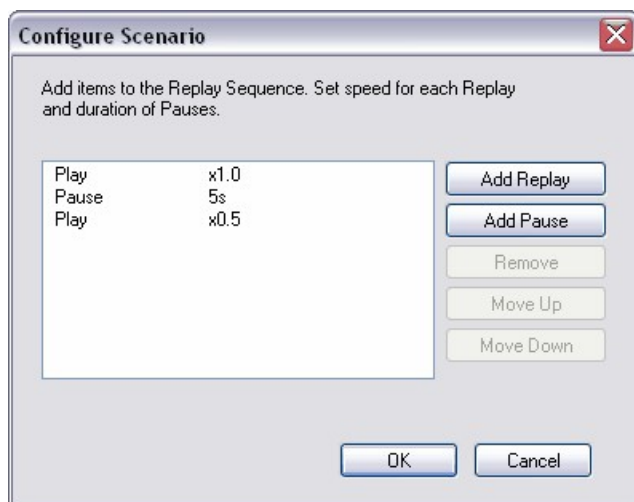 Configure Scenario
Add items to the Replay Sequence. Set speed for each Replay
and duration of Pauses.
Play x1.0
Pause 5s
Play x0.5
Add Replay
Add Pause
Remove
Move Up
Move Down
OK
Cancel